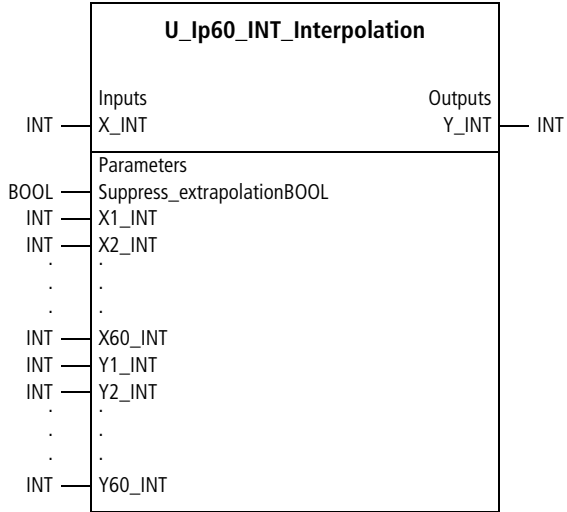 U_Ip60_INT_Interpolation
Inputs Outputs
INT X_INT Y_INT INT
Parameters
BOOL Suppress_extrapolationBOOL
INT X1_INT
INT X2_INT
. .
. .
. .
INT X60_INT
INT Y1_INT
INT Y2_INT
. .
. .
. .
INT Y60_INT